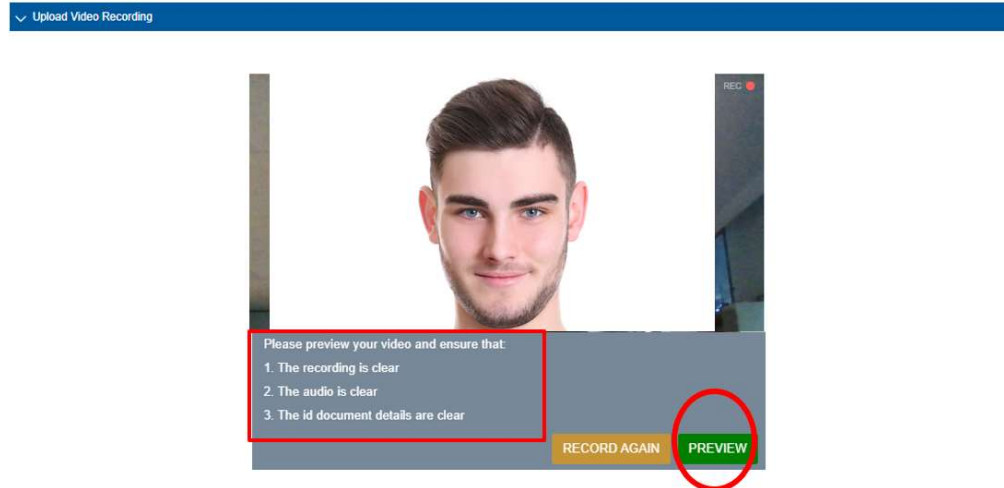 Upload Video Recording
REC
Please preview your video and ensure that:
1. The recording is clear
2. The audio is clear
3. The id document details are clear
RECORD AGAIN PREVIEW